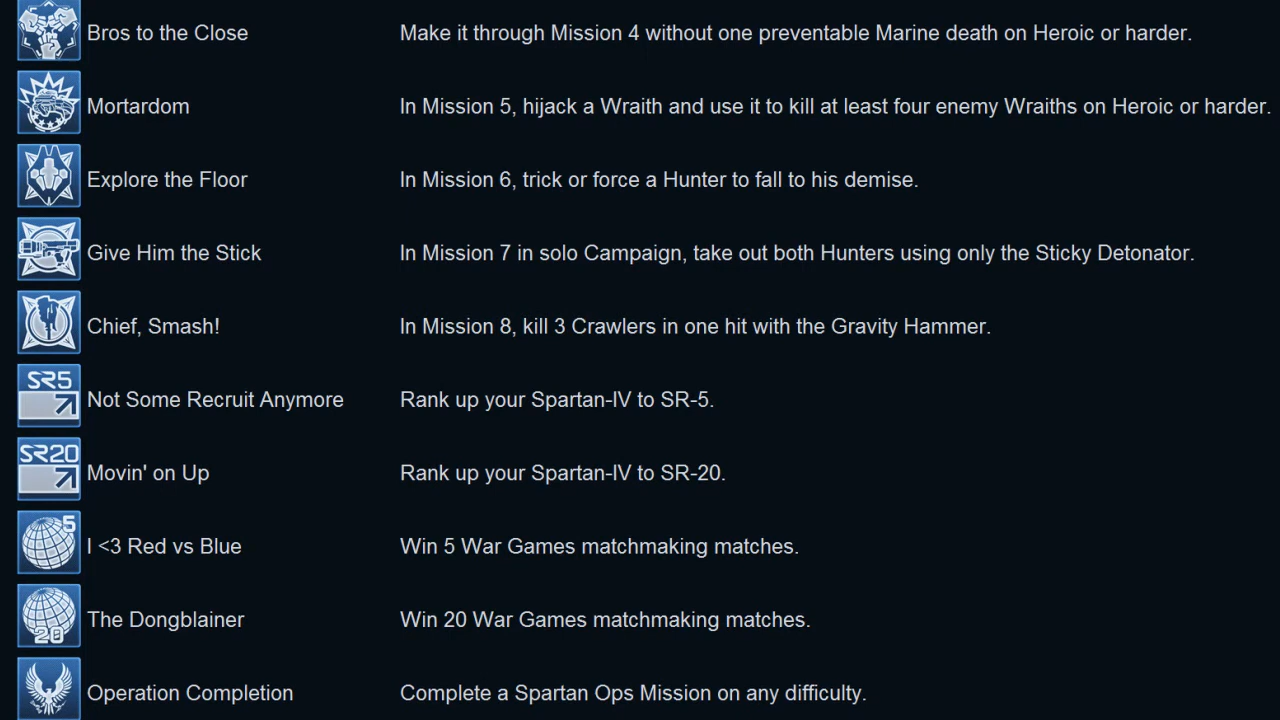 Bros to the Close Make it through Mission 4 without one preventable Marine death on Heroic or harder.
Mortardom In Mission 5, hijack a Wraith and use it to kill at least four enemy Wraiths on Heroic or harder.
Explore the Floor In Mission 6, trick or force a Hunter to fall to his demise.
Give Him the Stick In Mission 7 in solo Campaign, take out both Hunters using only the Sticky Detonator.
Chief, Smash! In Mission 8, kill 3 Crawlers in one hit with the Gravity Hammer.
SR5
Not Some Recruit Anymore Rank up your Spartan-IV to SR-5.
SR20
Movin' on Up Rank up your Spartan-IV to SR-20.
5
I <3 Red vs Blue Win 5 War Games matchmaking matches.
The Dongblainer Win 20 War Games matchmaking matches.
20
Operation Completion Complete a Spartan Ops Mission on any difficulty.